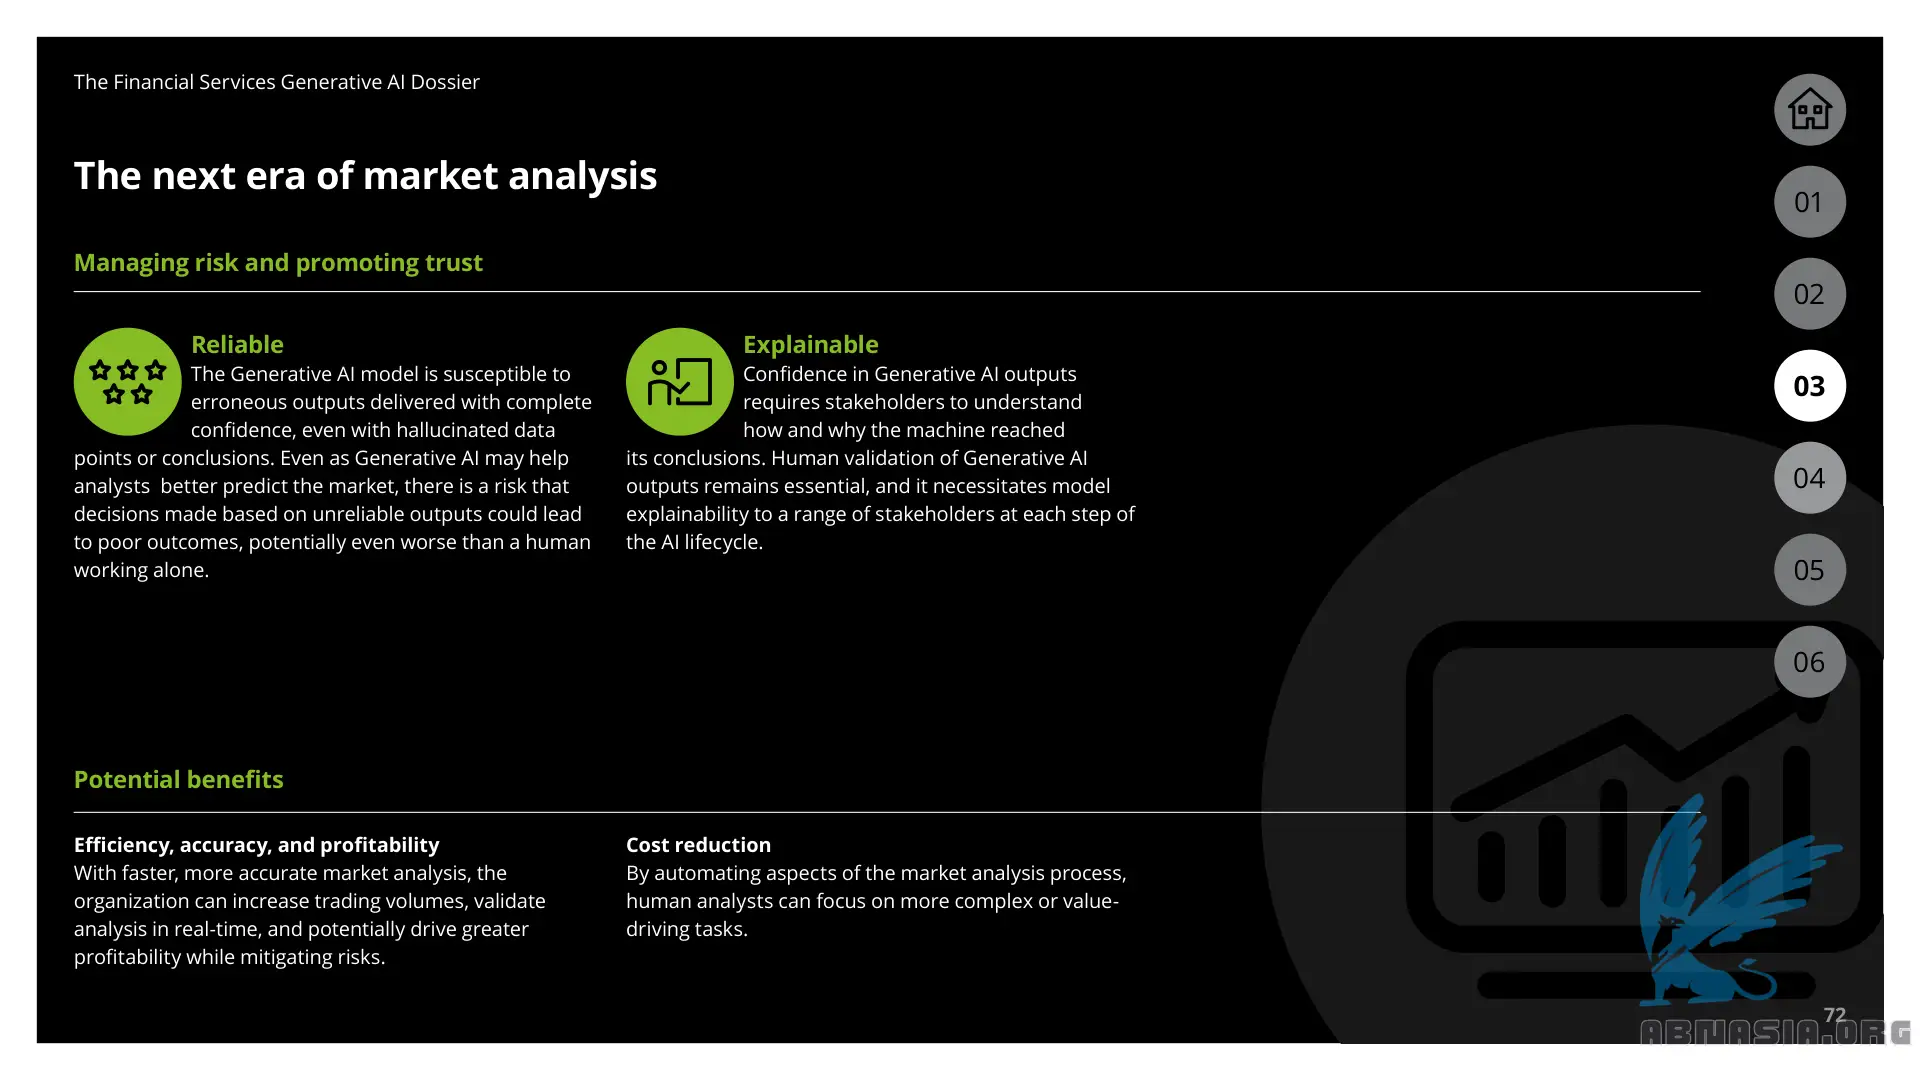 The Financial Services Generative AI Dossier
The next era of market analysis
Managing risk and promoting trust
Reliable
The Generative AI model is susceptible to
erroneous outputs delivered with complete
confidence, even with hallucinated data
points or conclusions. Even as Generative AI may help
analysts  better predict the market, there is a risk that
decisions made based on unreliable outputs could lead
to poor outcomes, potentially even worse than a human
working alone.
Explainable
Confidence in Generative AI outputs
requires stakeholders to understand
how and why the machine reached
its conclusions. Human validation of Generative AI
outputs remains essential, and it necessitates model
explainability to a range of stakeholders at each step of
the AI lifecycle.
Potential benefits
Efficiency, accuracy, and profitability
With faster, more accurate market analysis, the
organization can increase trading volumes, validate
analysis in real-time, and potentially drive greater
profitability while mitigating risks.
Cost reduction
By automating aspects of the market analysis process,
human analysts can focus on more complex or value-
driving tasks.
01
02
03
04
05
06
72
ABNASIA.ORG